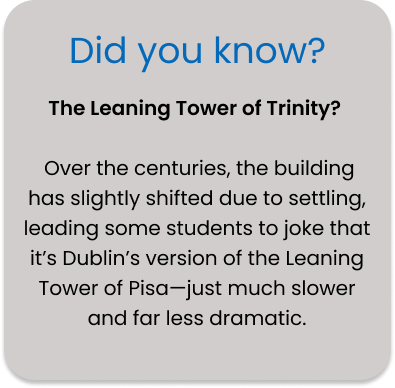 Did you know?
The Leaning Tower of Trinity?
Over the centuries, the building
has slightly shifted due to settling,
leading some students to joke that
it’s Dublin’s version of the Leaning
Tower of Pisa—just much slower
and far less dramatic.